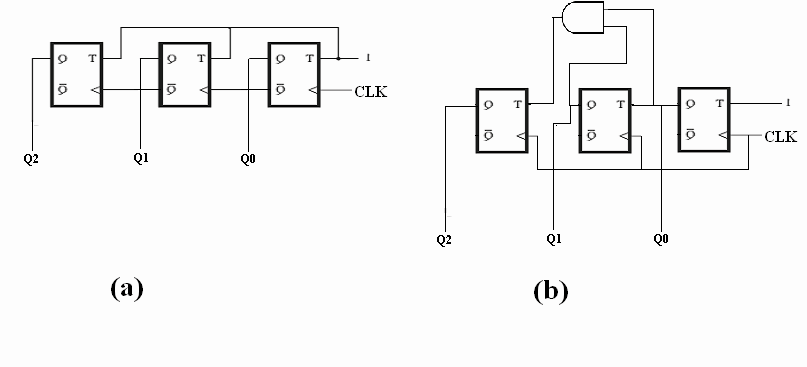 Q T Q T Q T 1
Q̅ Q̅ Q̅ CLK
Q2 Q1 Q0
(a)
Q T Q T Q T 1
Q̅ Q̅ Q̅ CLK
Q2 Q1 Q0
(b)